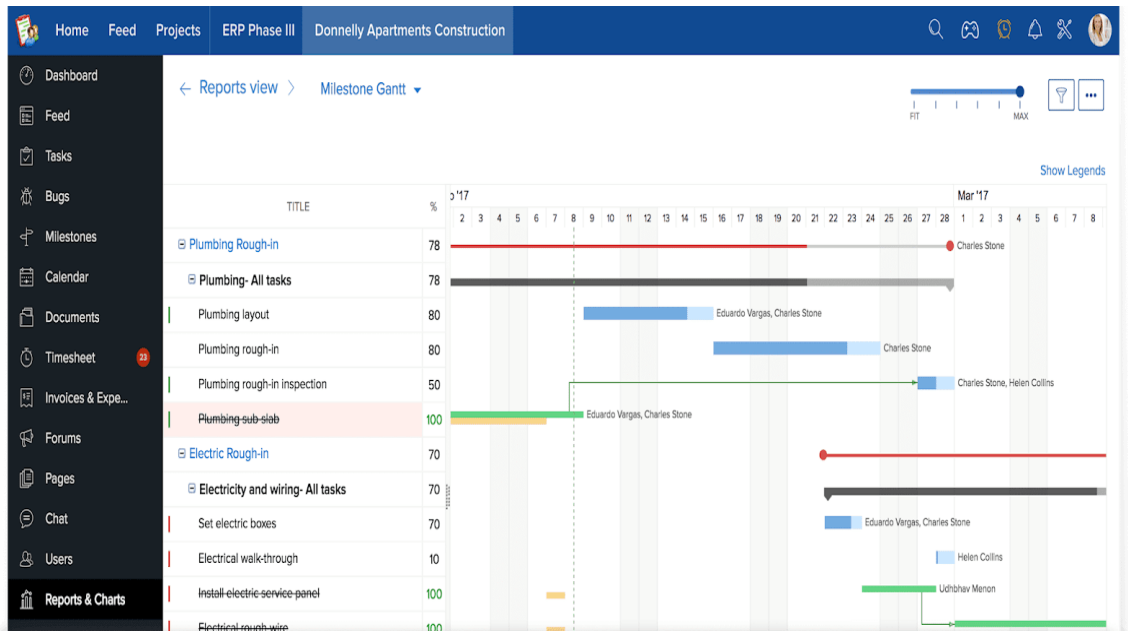 Home Feed Projects ERP Phase III Donnelly Apartments Construction
Dashboard
Feed
Tasks
Bugs
Milestones
Calendar
Documents
Timesheet 23
Invoices & Expe...
Forums
Pages
Chat
Users
Reports & Charts
Reports view Milestone Gantt
FIT MAX
Show Legends
TITLE %
'17 Mar '17
2 3 4 5 6 7 8 9 10 11 12 13 14 15 16 17 18 19 20 21 22 23 24 25 26 27 28 1 2 3 4 5 6 7 8
Plumbing Rough-in 78 Charles Stone
Plumbing- All tasks 78
Plumbing layout 80 Eduardo Vargas, Charles Stone
Plumbing rough-in 80 Charles Stone
Plumbing rough-in inspection 50 Charles Stone, Helen Collins
Plumbing sub-slab 100 Eduardo Vargas, Charles Stone
Electric Rough-in 70
Electricity and wiring- All tasks 70
Set electric boxes 70 Eduardo Vargas, Charles Stone
Electrical walk-through 10 Helen Collins
Install electric service panel 100 Udhbhav Menon
Electrical rough wire 100